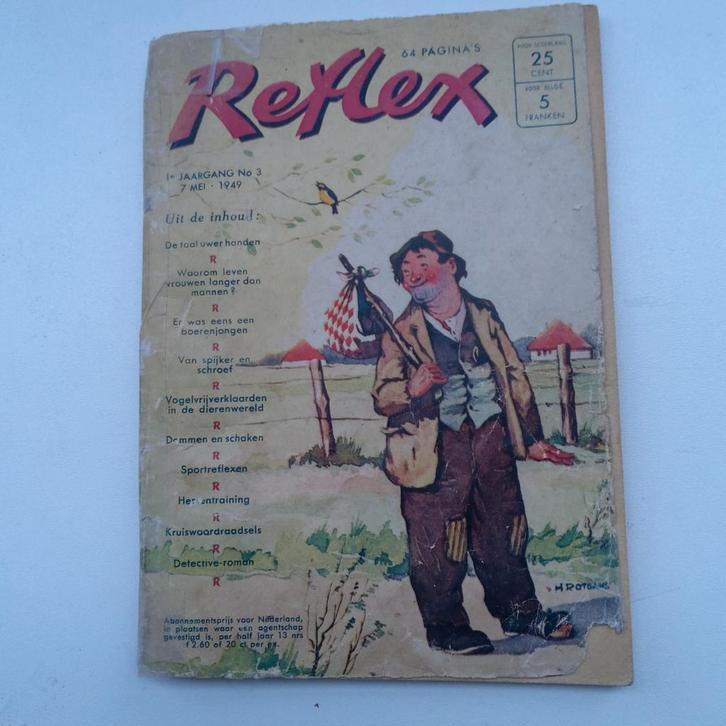 64 PAGINA'S
Reflex
VOOR NEDERLAND
25
CENT
VOOR BELGIË
5
FRANKEN
1e JAARGANG No 3
7 MEI · 1949
Uit de inhoud:
De taal uwer handen
R
Waarom leven
vrouwen langer dan
mannen?
R
Er was eens een
boerenjongen
R
Van spijker en
schroef
R
Vogelvrijverklaarden
in de dierenwereld
R
Dammen en schaken
R
Sportreflexen
R
Hersentraining
R
Kruiswoordraadsels
R
Detective-roman
R
Abonnementsprijs voor Nederland,
in plaatsen waar een agentschap
gevestigd is, per half jaar 13 nrs
f 2.60 of 20 ct per ex.